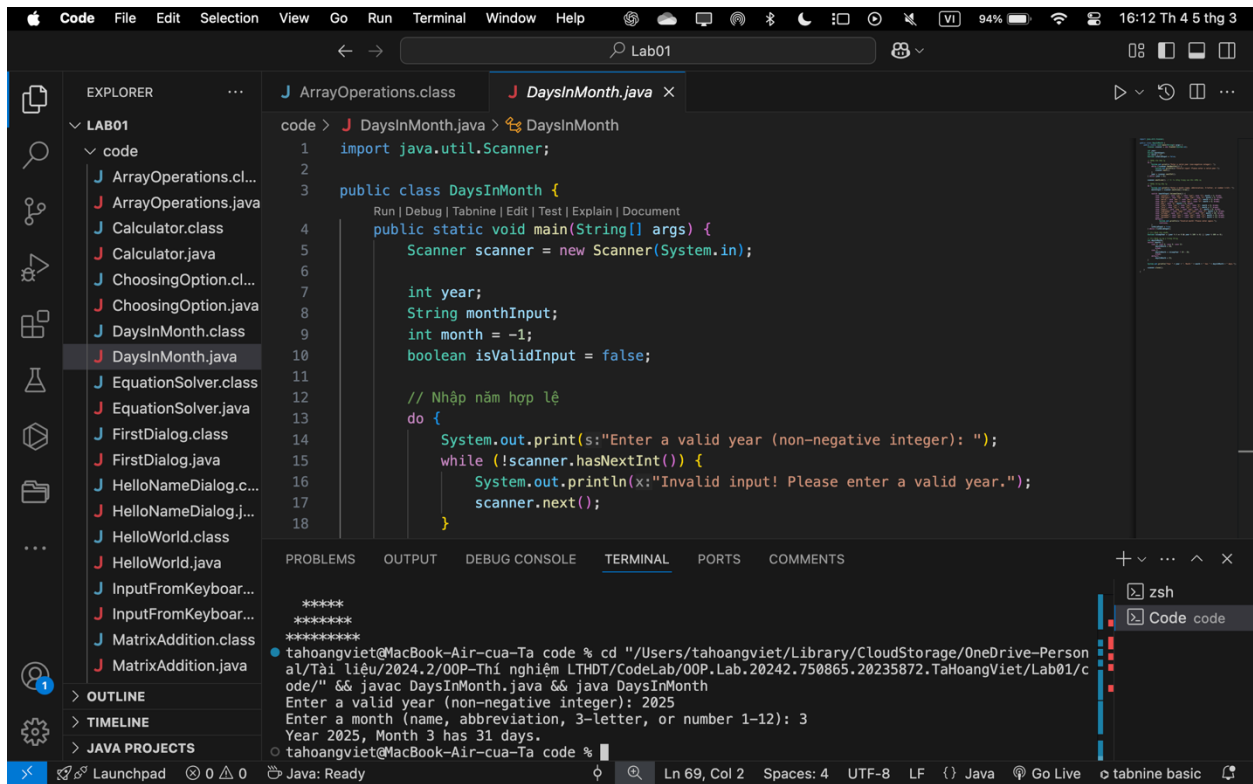 Code File Edit Selection View Go Run Terminal Window Help VI 94% 16:12 Th 4 5 thg 3
Lab01
EXPLORER
LAB01
code
ArrayOperations.cl...
ArrayOperations.java
Calculator.class
Calculator.java
ChoosingOption.cl...
ChoosingOption.java
DaysInMonth.class
DaysInMonth.java
EquationSolver.class
EquationSolver.java
FirstDialog.class
FirstDialog.java
HelloNameDialog.c...
HelloNameDialog.j...
HelloWorld.class
HelloWorld.java
InputFromKeyboar...
InputFromKeyboar...
MatrixAddition.class
MatrixAddition.java
OUTLINE
TIMELINE
JAVA PROJECTS
ArrayOperations.class DaysInMonth.java
code > DaysInMonth.java > DaysInMonth
1 import java.util.Scanner;
2
3 public class DaysInMonth {
Run | Debug | Tabnine | Edit | Test | Explain | Document
4 public static void main(String[] args) {
5 Scanner scanner = new Scanner(System.in);
6
7 int year;
8 String monthInput;
9 int month = -1;
10 boolean isValidInput = false;
11
12 // Nhập năm hợp lệ
13 do {
14 System.out.print(s:"Enter a valid year (non-negative integer): ");
15 while (!scanner.hasNextInt()) {
16 System.out.println(x:"Invalid input! Please enter a valid year.");
17 scanner.next();
18 }
PROBLEMS OUTPUT DEBUG CONSOLE TERMINAL PORTS COMMENTS
*****
*******
*********
tahoangviet@MacBook-Air-cua-Ta code % cd "/Users/tahoangviet/Library/CloudStorage/OneDrive-Person
al/Tài liệu/2024.2/OOP-Thí nghiệm LTHDT/CodeLab/OOP.Lab.20242.750865.20235872.TaHoangViet/Lab01/c
ode/" && javac DaysInMonth.java && java DaysInMonth
Enter a valid year (non-negative integer): 2025
Enter a month (name, abbreviation, 3-letter, or number 1-12): 3
Year 2025, Month 3 has 31 days.
tahoangviet@MacBook-Air-cua-Ta code %
zsh
Code code
1
Launchpad 0 0 Java: Ready Ln 69, Col 2 Spaces: 4 UTF-8 LF {} Java Go Live tabnine basic